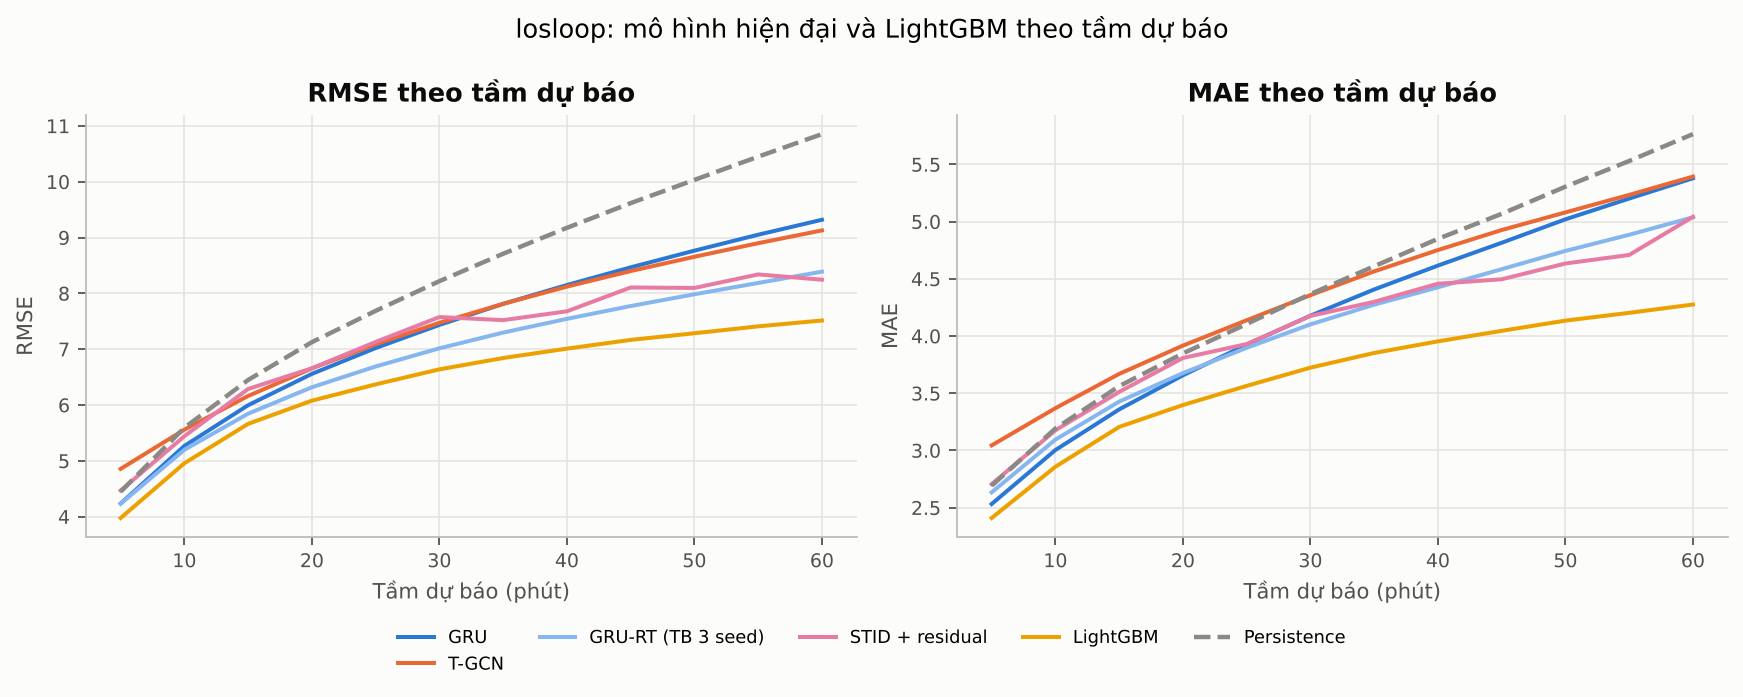 losloop: mô hình hiện đại và LightGBM theo tầm dự báo
RMSE theo tầm dự báo
11
10
9
8
7
6
5
4
RMSE
10 20 30 40 50 60
Tầm dự báo (phút)
MAE theo tầm dự báo
5.5
5.0
4.5
4.0
3.5
3.0
2.5
MAE
10 20 30 40 50 60
Tầm dự báo (phút)
GRU GRU-RT (TB 3 seed) STID + residual LightGBM Persistence
T-GCN